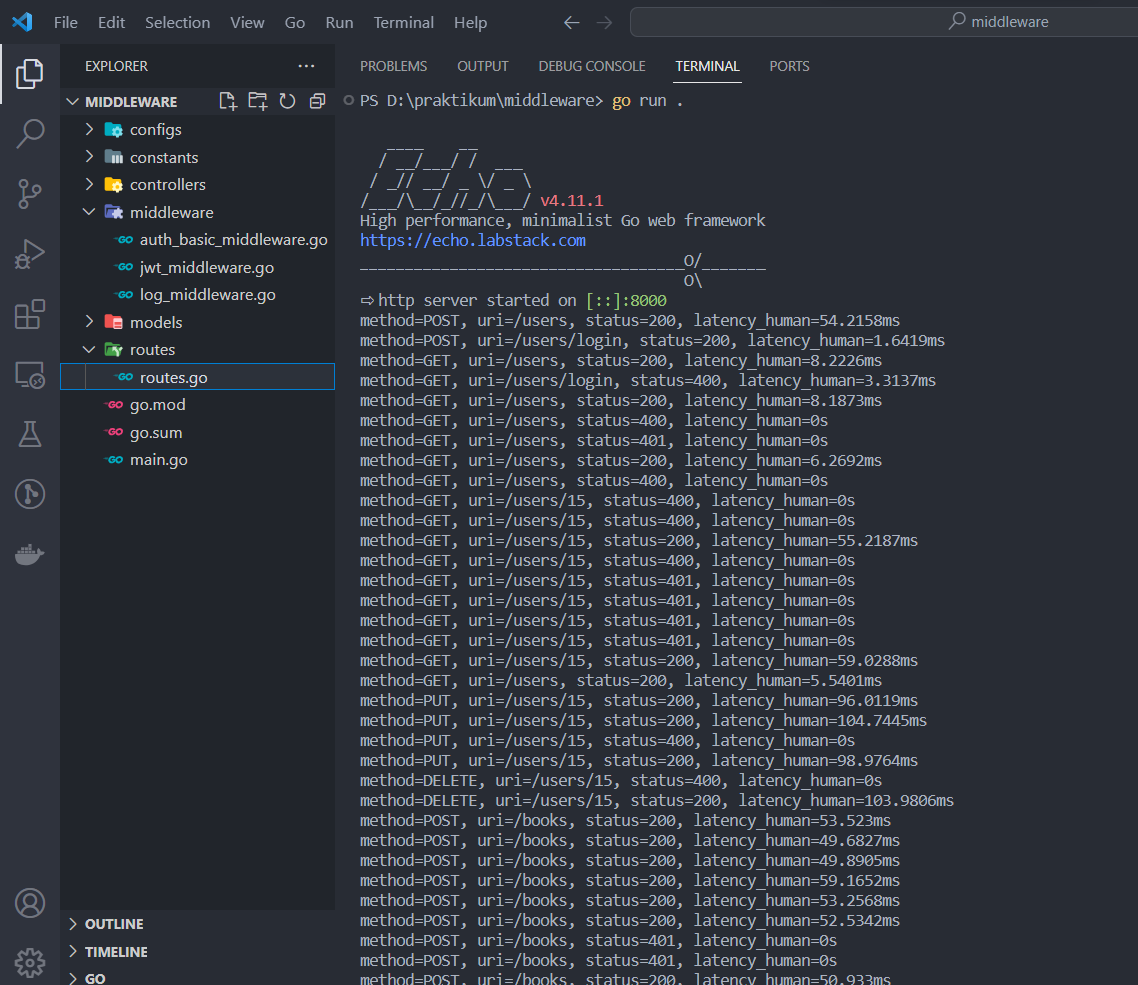 File Edit Selection View Go Run Terminal Help
middleware
EXPLORER
MIDDLEWARE
configs
constants
controllers
middleware
auth_basic_middleware.go
jwt_middleware.go
log_middleware.go
models
routes
routes.go
go.mod
go.sum
main.go
OUTLINE
TIMELINE
GO
PROBLEMS OUTPUT DEBUG CONSOLE TERMINAL PORTS
PS D:\praktikum\middleware> go run .
   ____    __
  / __/___/ /  ___
 / _// __/ _ \/ _ \
/___/\__/_//_/\___/ v4.11.1
High performance, minimalist Go web framework
https://echo.labstack.com
____________________________________O/_______
                                    O\
⇨ http server started on [::]:8000
method=POST, uri=/users, status=200, latency_human=54.2158ms
method=POST, uri=/users/login, status=200, latency_human=1.6419ms
method=GET, uri=/users, status=200, latency_human=8.2226ms
method=GET, uri=/users/login, status=400, latency_human=3.3137ms
method=GET, uri=/users, status=200, latency_human=8.1873ms
method=GET, uri=/users, status=400, latency_human=0s
method=GET, uri=/users, status=401, latency_human=0s
method=GET, uri=/users, status=200, latency_human=6.2692ms
method=GET, uri=/users, status=400, latency_human=0s
method=GET, uri=/users/15, status=400, latency_human=0s
method=GET, uri=/users/15, status=400, latency_human=0s
method=GET, uri=/users/15, status=200, latency_human=55.2187ms
method=GET, uri=/users/15, status=400, latency_human=0s
method=GET, uri=/users/15, status=401, latency_human=0s
method=GET, uri=/users/15, status=401, latency_human=0s
method=GET, uri=/users/15, status=401, latency_human=0s
method=GET, uri=/users/15, status=401, latency_human=0s
method=GET, uri=/users/15, status=200, latency_human=59.0288ms
method=GET, uri=/users, status=200, latency_human=5.5401ms
method=PUT, uri=/users/15, status=200, latency_human=96.0119ms
method=PUT, uri=/users/15, status=200, latency_human=104.7445ms
method=PUT, uri=/users/15, status=400, latency_human=0s
method=PUT, uri=/users/15, status=200, latency_human=98.9764ms
method=DELETE, uri=/users/15, status=400, latency_human=0s
method=DELETE, uri=/users/15, status=200, latency_human=103.9806ms
method=POST, uri=/books, status=200, latency_human=53.523ms
method=POST, uri=/books, status=200, latency_human=49.6827ms
method=POST, uri=/books, status=200, latency_human=49.8905ms
method=POST, uri=/books, status=200, latency_human=59.1652ms
method=POST, uri=/books, status=200, latency_human=53.2568ms
method=POST, uri=/books, status=200, latency_human=52.5342ms
method=POST, uri=/books, status=401, latency_human=0s
method=POST, uri=/books, status=401, latency_human=0s
method=POST, uri=/books, status=200, latency_human=50.933ms